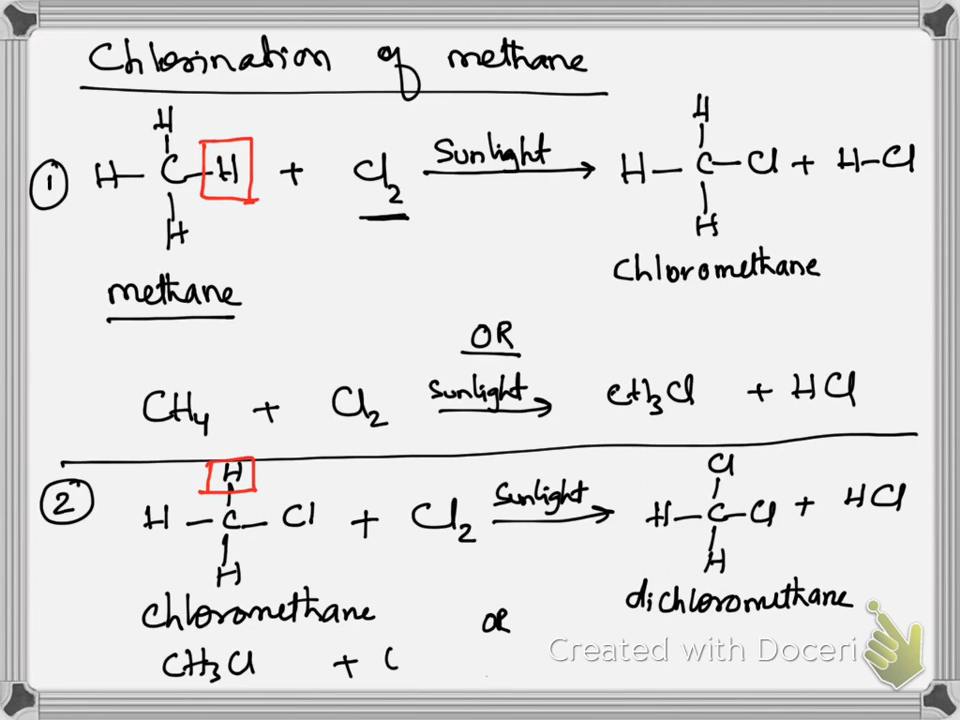 Chlorination of methane
H
1 H-C-H + Cl2 Sunlight → H-C-Cl + H-Cl
H
H
H
methane
Chloromethane
OR
CH4 + Cl2 Sunlight → CH3Cl + HCl
H
Cl
2 H-C-Cl + Cl2 Sunlight → H-C-Cl + HCl
H
H
chloromethane
dichloromethane
OR
CH3Cl + C
Created with Doceri